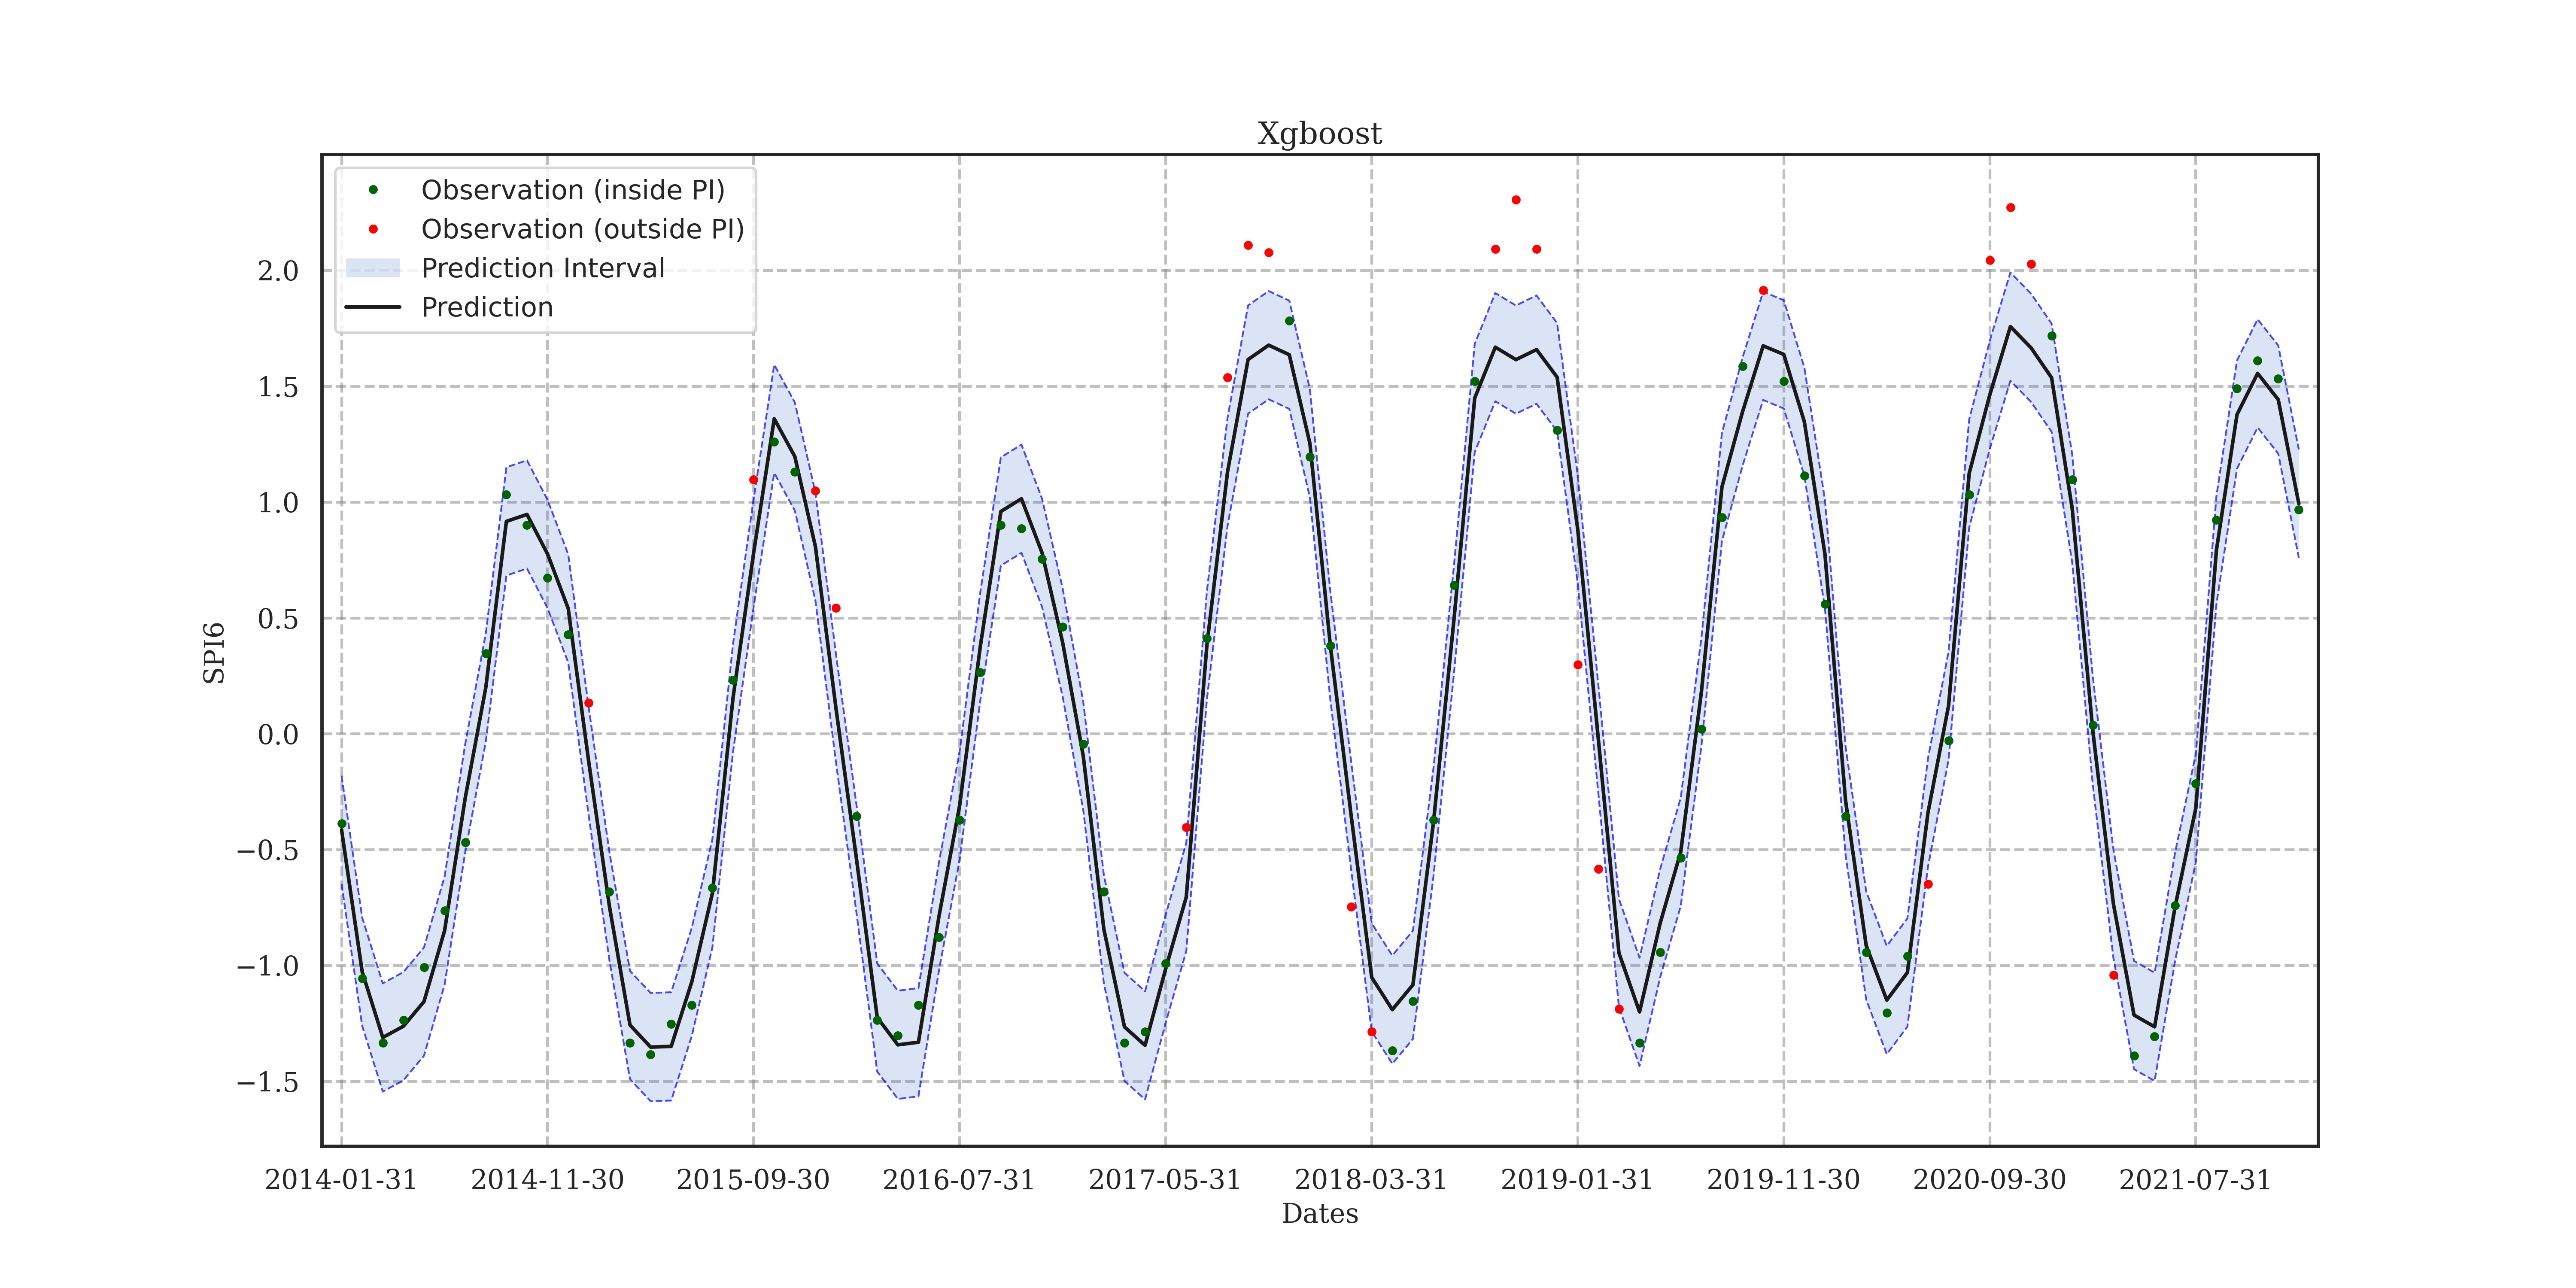 Xgboost
Observation (inside PI)
Observation (outside PI)
Prediction Interval
Prediction
2.0
1.5
1.0
0.5
0.0
−0.5
−1.0
−1.5
SPI6
2014-01-31 2014-11-30 2015-09-30 2016-07-31 2017-05-31 2018-03-31 2019-01-31 2019-11-30 2020-09-30 2021-07-31
Dates